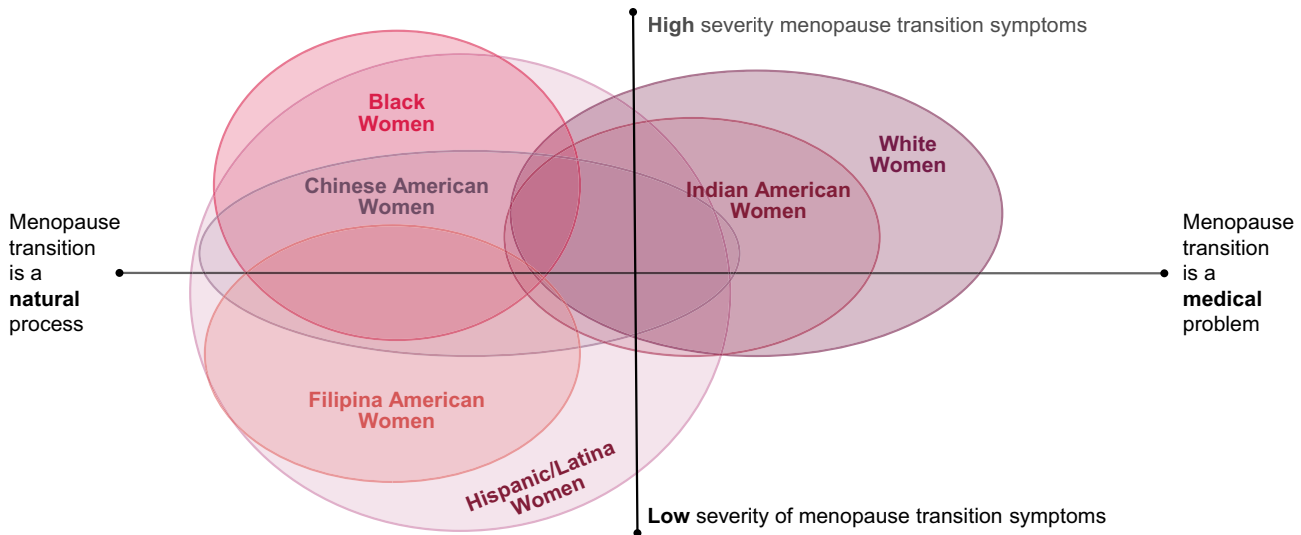 High severity menopause transition symptoms
Black
Women
White
Women
Chinese American
Women
Indian American
Women
Menopause
transition
is a
natural
process
Menopause
transition
is a
medical
problem
Filipina American
Women
Hispanic/Latina
Women
Low severity of menopause transition symptoms